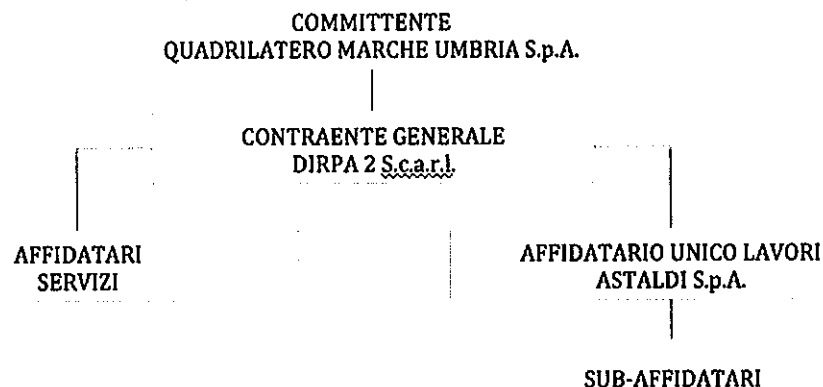 COMMITTENTE
QUADRILATERO MARCHE UMBRIA S.p.A.
CONTRAENTE GENERALE
DIRPA 2 S.c.a.r.l.
AFFIDATARI
SERVIZI
AFFIDATARIO UNICO LAVORI
ASTALDI S.p.A.
SUB-AFFIDATARI